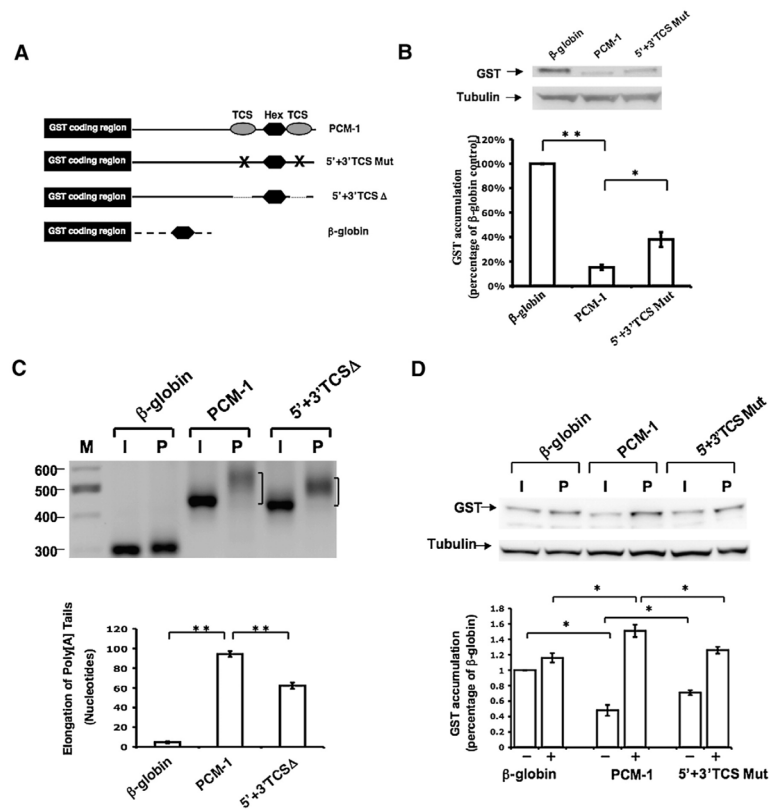 A
TCS Hex TCS
GST coding region PCM-1
GST coding region X X 5'+3'TCS Mut
GST coding region 5'+3'TCS Δ
GST coding region β-globin
B
β-globin PCM-1 5'+3'TCS Mut
GST
Tubulin
GST accumulation
(percentage of β-globin control)
120%
100%
80%
60%
40%
20%
0%
**
*
β-globin PCM-1 5'+3'TCS Mut
C
β-globin PCM-1 5'+3'TCSΔ
M I P I P I P
600
500
400
300
Elongation of Poly[A] Tails
(Nucleotides)
120
100
80
60
40
20
0
** **
β-globin PCM-1 5'+3'TCSΔ
D
β-globin PCM-1 5+3'TCS Mut
I P I P I P
GST
Tubulin
GST accumulation
(percentage of β-globin)
1.8
1.6
1.4
1.2
1
0.8
0.6
0.4
0.2
0
* *
* *
− + − + − +
β-globin PCM-1 5'+3'TCS Mut